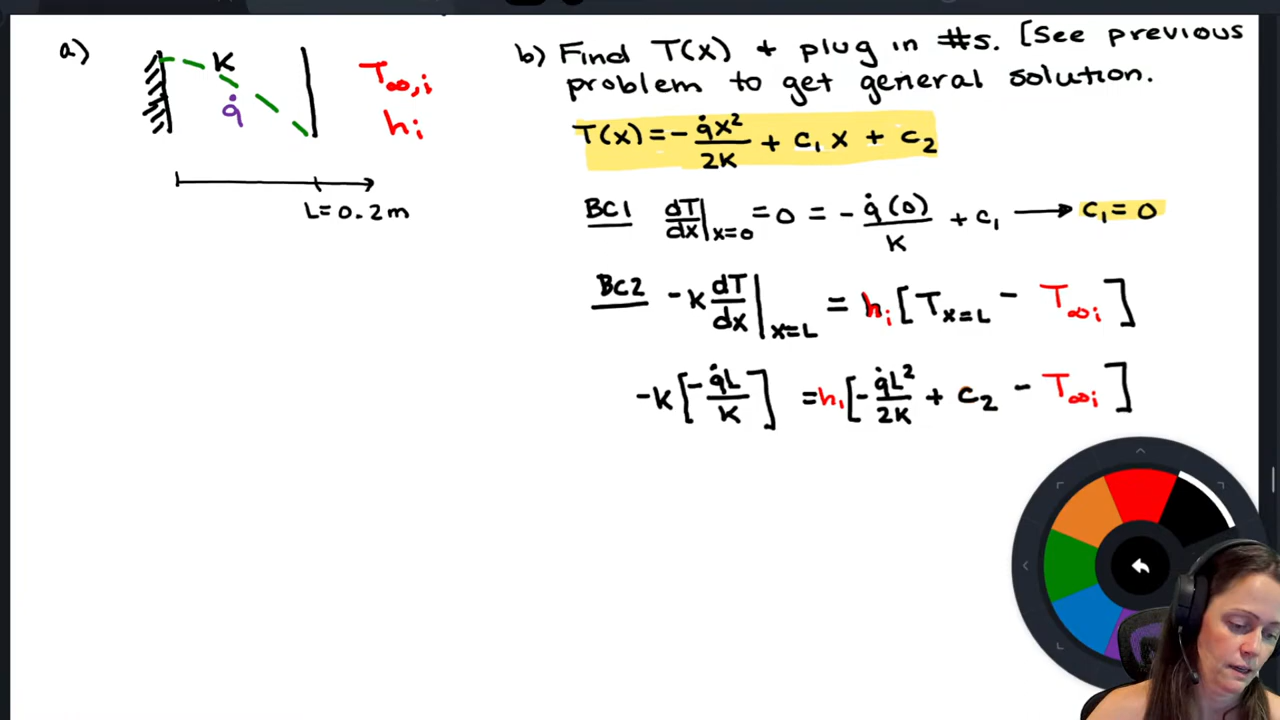 a)
K
q̇
T∞,i
hi
L=0.2m
b) Find T(x) + plug in #s. [See previous
problem to get general solution.
T(x) = - q̇x²/2K + c₁x + c₂
BC1 dT/dx|x=0 = 0 = - q̇(0)/K + c₁ → c₁ = 0
BC2 -K dT/dx|x=L = hi [Tx=L - T∞i]
-K[-q̇L/K] = hi[-q̇L²/2K + c₂ - T∞i]